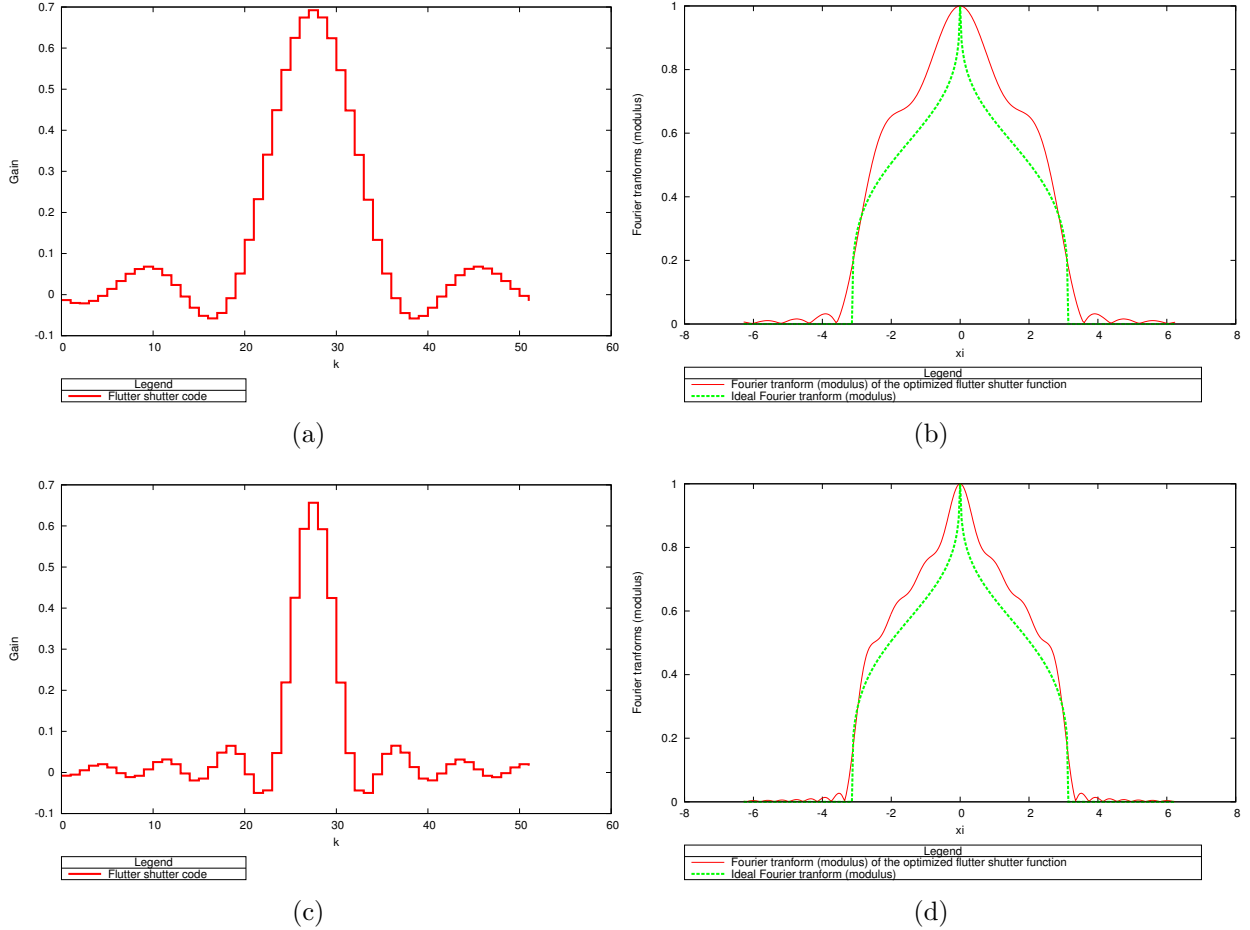 0.7
0.6
0.5
0.4
0.3
0.2
0.1
0
-0.1
Gain
0 10 20 30 40 50 60
k
Legend
Flutter shutter code
(a)
1
0.8
0.6
0.4
0.2
0
Fourier tranforms (modulus)
-8 -6 -4 -2 0 2 4 6 8
xi
Legend
Fourier tranform (modulus) of the optimized flutter shutter function
Ideal Fourier tranform (modulus)
(b)
0.7
0.6
0.5
0.4
0.3
0.2
0.1
0
-0.1
Gain
0 10 20 30 40 50 60
k
Legend
Flutter shutter code
(c)
1
0.8
0.6
0.4
0.2
0
Fourier tranforms (modulus)
-8 -6 -4 -2 0 2 4 6 8
xi
Legend
Fourier tranform (modulus) of the optimized flutter shutter function
Ideal Fourier tranform (modulus)
(d)